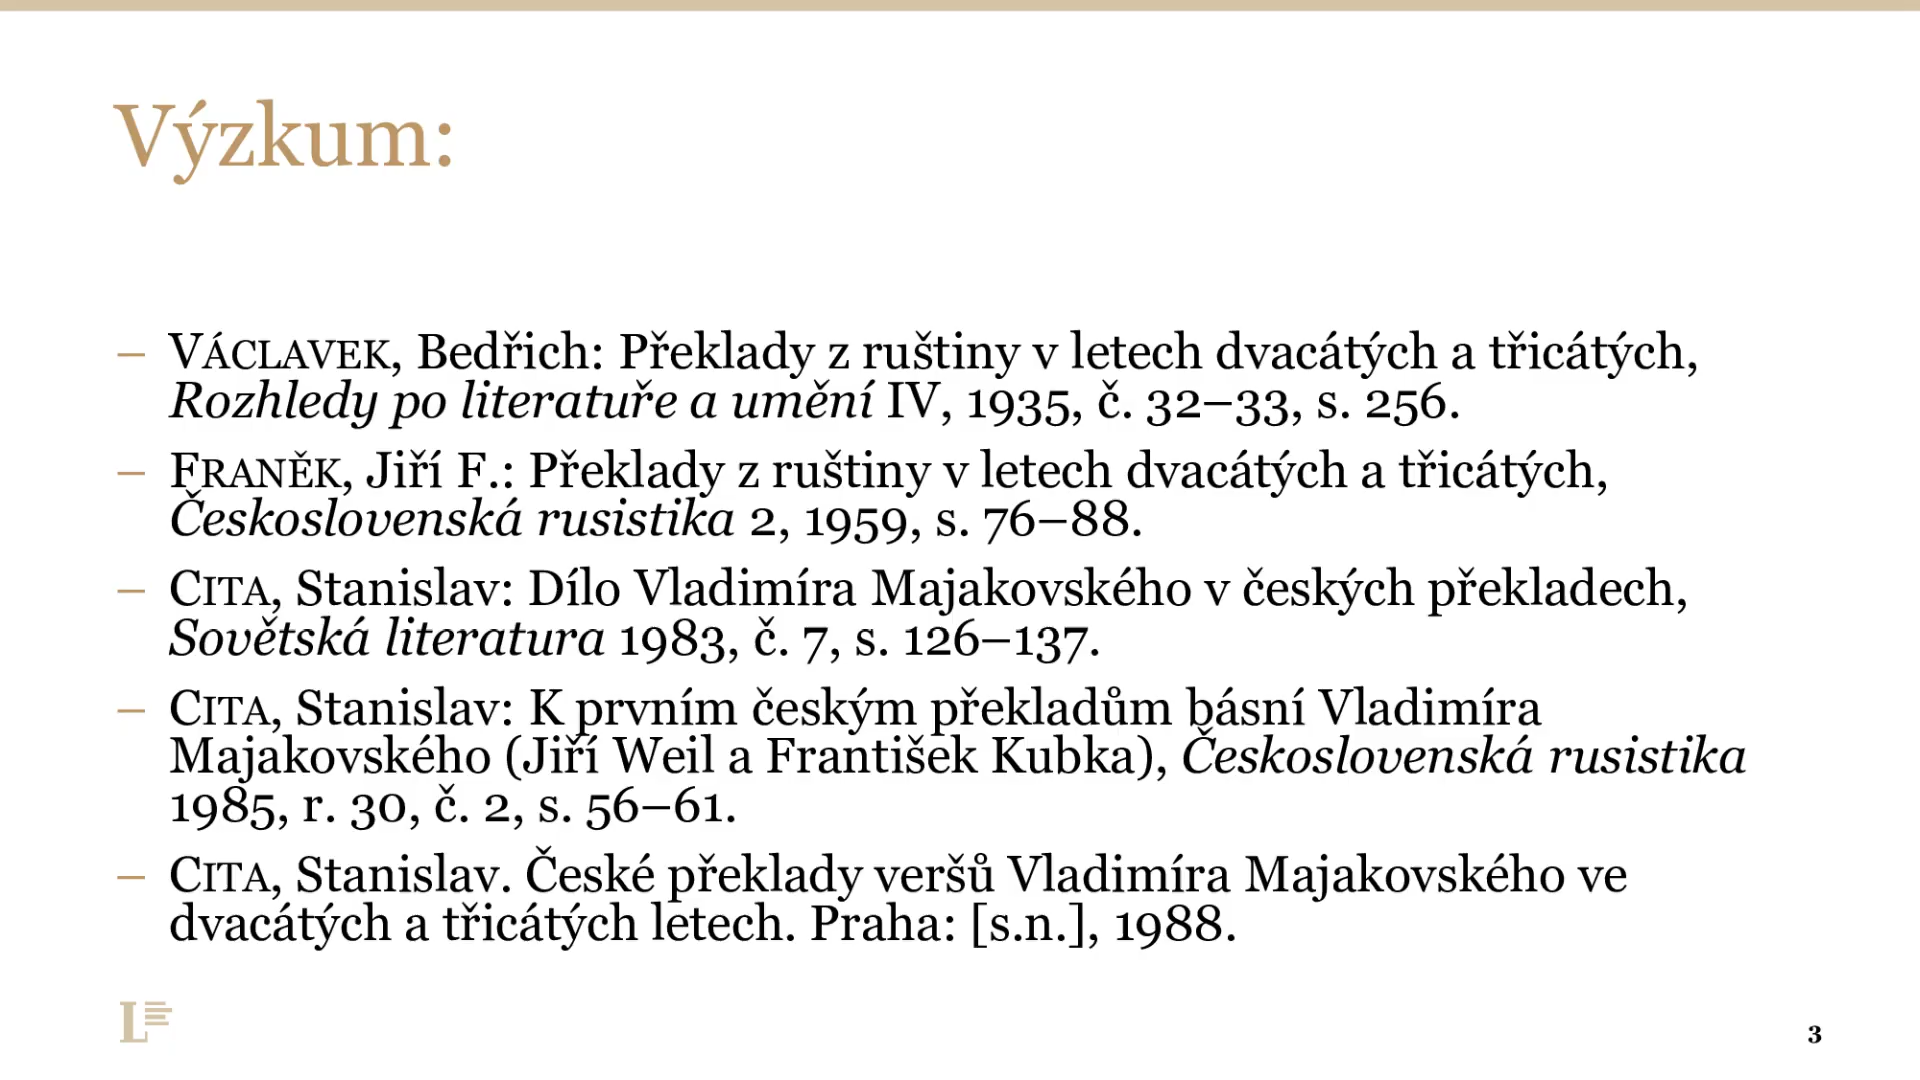 Výzkum:
– VÁCLAVEK, Bedřich: Překlady z ruštiny v letech dvacátých a třicátých,
Rozhledy po literatuře a umění IV, 1935, č. 32–33, s. 256.
– FRANĚK, Jiří F.: Překlady z ruštiny v letech dvacátých a třicátých,
Československá rusistika 2, 1959, s. 76–88.
– CITA, Stanislav: Dílo Vladimíra Majakovského v českých překladech,
Sovětská literatura 1983, č. 7, s. 126–137.
– CITA, Stanislav: K prvním českým překladům básní Vladimíra
Majakovského (Jiří Weil a František Kubka), Československá rusistika
1985, r. 30, č. 2, s. 56–61.
– CITA, Stanislav. České překlady veršů Vladimíra Majakovského ve
dvacátých a třicátých letech. Praha: [s.n.], 1988.
L
3